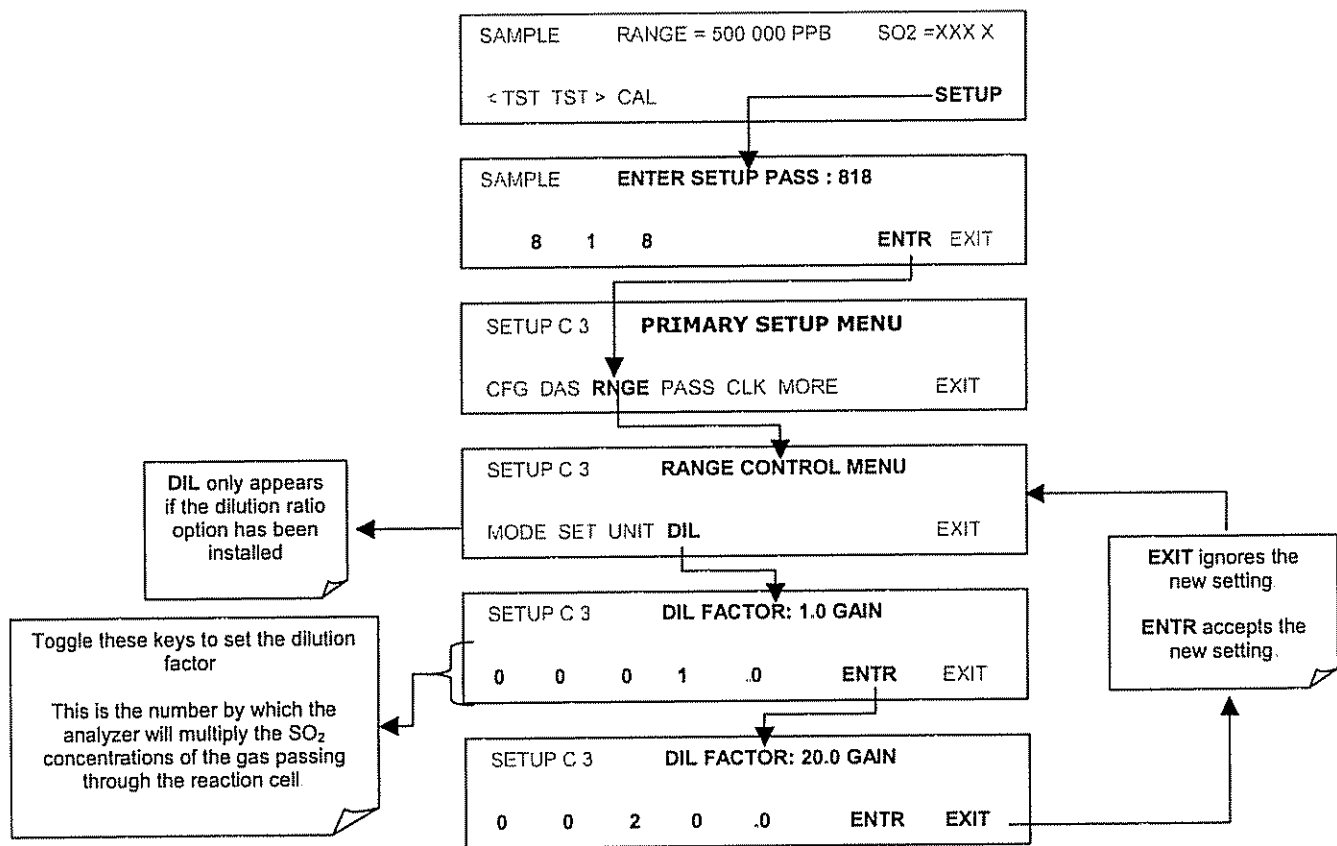 SAMPLE RANGE = 500 000 PPB SO2 =XXX X
< TST TST > CAL SETUP
SAMPLE ENTER SETUP PASS : 818
8 1 8 ENTR EXIT
SETUP C 3 PRIMARY SETUP MENU
CFG DAS RNGE PASS CLK MORE EXIT
SETUP C 3 RANGE CONTROL MENU
MODE SET UNIT DIL EXIT
DIL only appears
if the dilution ratio
option has been
installed
EXIT ignores the
new setting.
ENTR accepts the
new setting.
SETUP C 3 DIL FACTOR: 1.0 GAIN
0 0 0 1 .0 ENTR EXIT
Toggle these keys to set the dilution
factor
This is the number by which the
analyzer will multiply the SO₂
concentrations of the gas passing
through the reaction cell.
SETUP C 3 DIL FACTOR: 20.0 GAIN
0 0 2 0 .0 ENTR EXIT